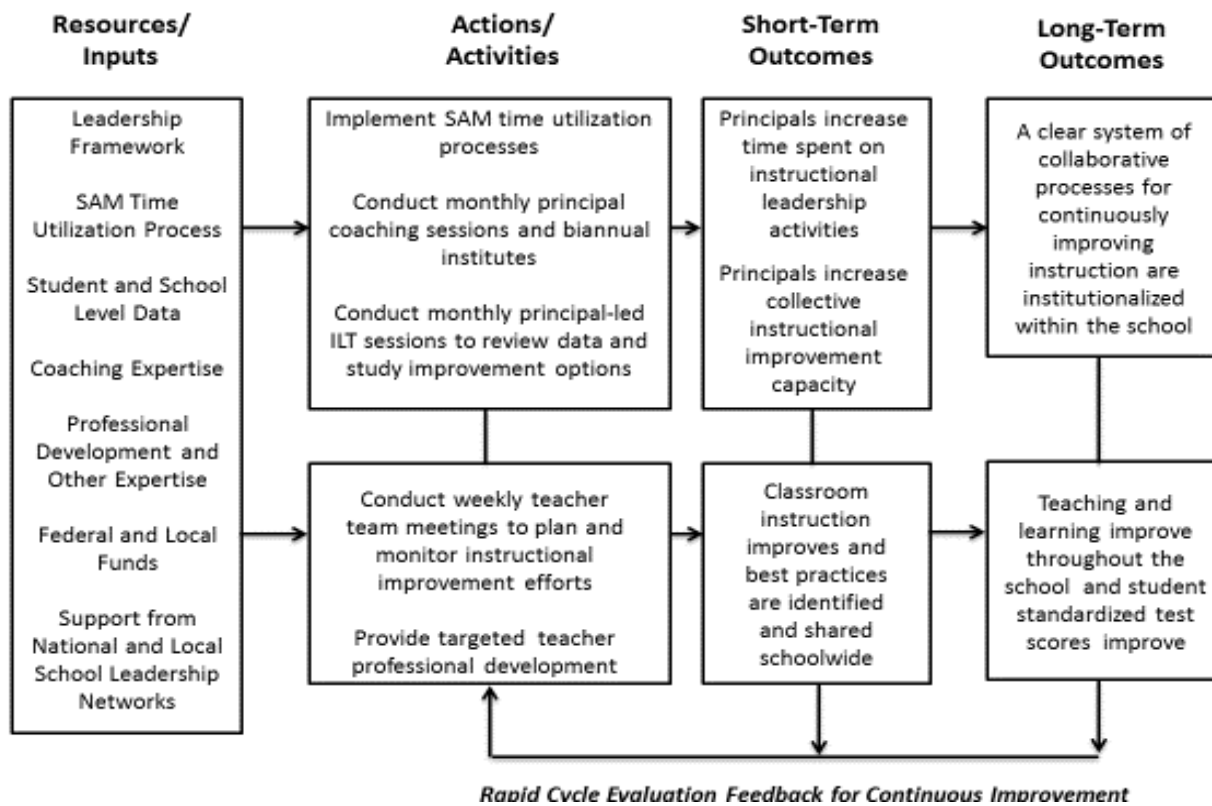 Resources/
Inputs
Actions/
Activities
Short-Term
Outcomes
Long-Term
Outcomes
Leadership
Framework
SAM Time
Utilization Process
Student and School
Level Data
Coaching Expertise
Professional
Development and
Other Expertise
Federal and Local
Funds
Support from
National and Local
School Leadership
Networks
Implement SAM time utilization
processes
Conduct monthly principal
coaching sessions and biannual
institutes
Conduct monthly principal-led
ILT sessions to review data and
study improvement options
Conduct weekly teacher
team meetings to plan and
monitor instructional
improvement efforts
Provide targeted teacher
professional development
Principals increase
time spent on
instructional
leadership
activities
Principals increase
collective
instructional
improvement
capacity
Classroom
instruction
improves and
best practices
are identified
and shared
schoolwide
A clear system of
collaborative
processes for
continuously
improving
instruction are
institutionalized
within the school
Teaching and
learning improve
throughout the
school and student
standardized test
scores improve
Rapid Cycle Evaluation Feedback for Continuous Improvement